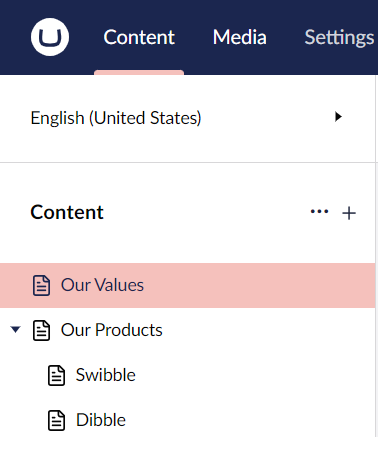 Content Media Settings
English (United States)
Content
Our Values
Our Products
Swibble
Dibble